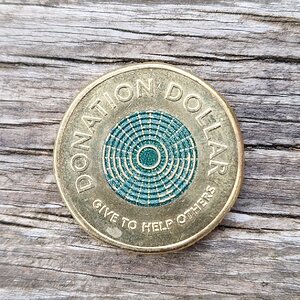 DONATION DOLLAR
GIVE TO HELP OTHERS